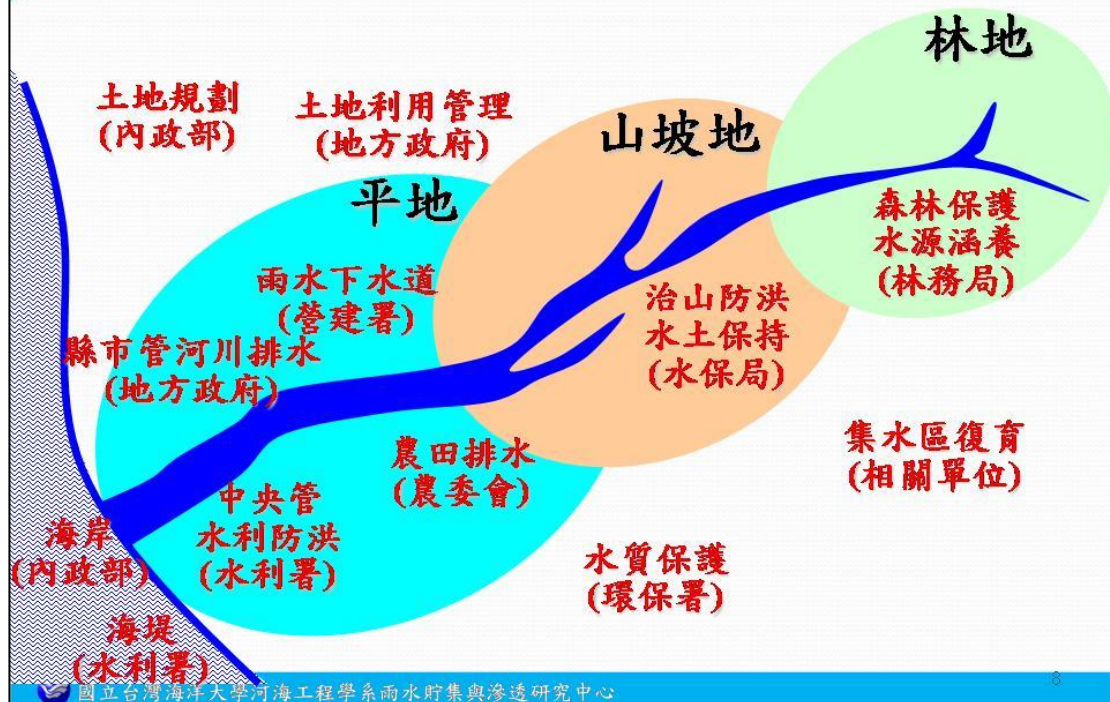 林地
土地規劃
(內政部)
土地利用管理
(地方政府)
山坡地
平地
森林保護
水源涵養
(林務局)
雨水下水道
(營建署)
治山防洪
水土保持
(水保局)
縣市管河川排水
(地方政府)
農田排水
(農委會)
集水區復育
(相關單位)
中央管
水利防洪
(水利署)
海岸
(內政部)
水質保護
(環保署)
海堤
(水利署)
國立台灣海洋大學河海工程學系雨水貯集與滲透研究中心
8